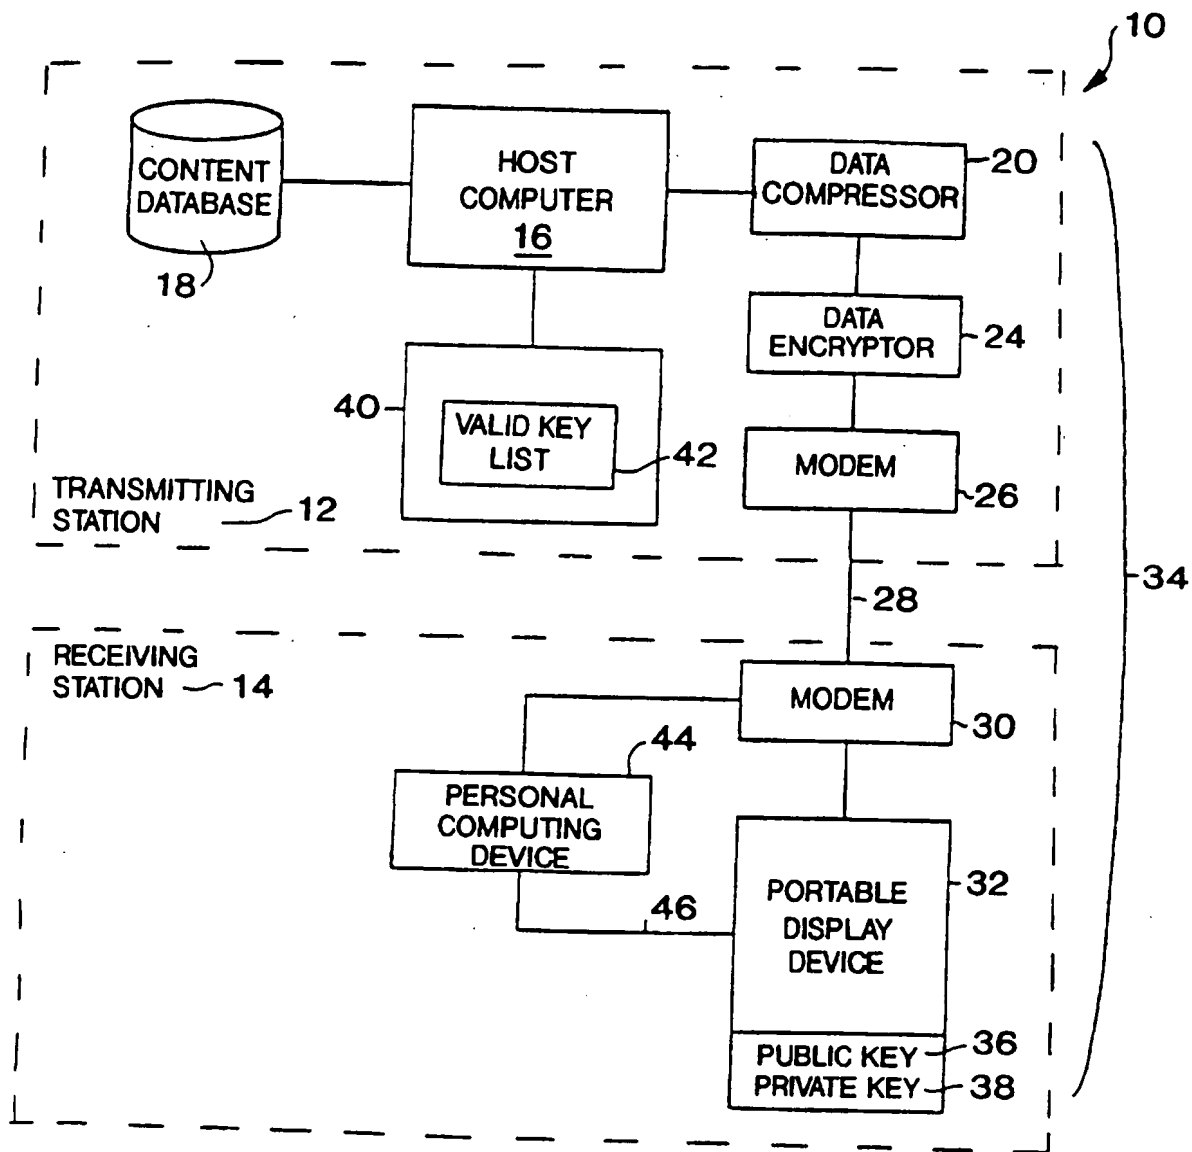 10
CONTENT
DATABASE
18
HOST
COMPUTER
16
DATA
COMPRESSOR
20
DATA
ENCRYPTOR
24
40
VALID KEY
LIST
42
MODEM
26
TRANSMITTING
STATION
12
28
34
RECEIVING
STATION
14
MODEM
30
44
PERSONAL
COMPUTING
DEVICE
46
PORTABLE
DISPLAY
DEVICE
32
PUBLIC KEY
36
PRIVATE KEY
38